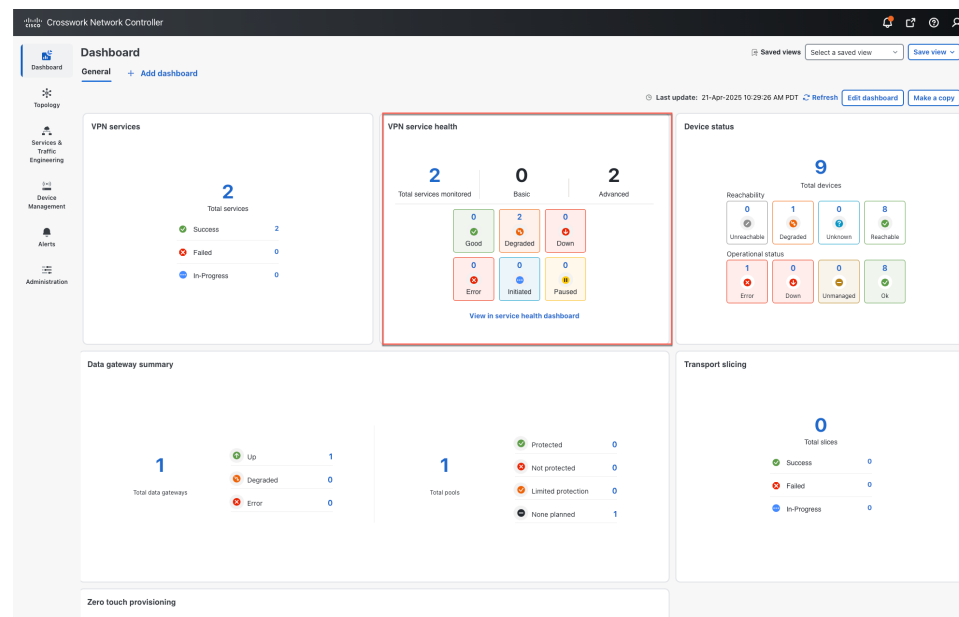 cisco Crosswork Network Controller
Dashboard
Topology
Services &
Traffic
Engineering
Device
Management
Alerts
Administration
Dashboard
Saved views
Select a saved view
Save view
General
+ Add dashboard
Last update: 21-Apr-2025 10:29:26 AM PDT
Refresh
Edit dashboard
Make a copy
VPN services
2
Total services
Success 2
Failed 0
In-Progress 0
VPN service health
2
Total services monitored
0
Basic
2
Advanced
0
Good
2
Degraded
0
Down
0
Error
0
Initiated
0
Paused
View in service health dashboard
Device status
9
Total devices
Reachability
0
Unreachable
1
Degraded
0
Unknown
8
Reachable
Operational status
1
Error
0
Down
0
Unmanaged
8
Ok
Data gateway summary
1
Total data gateways
Up 1
Degraded 0
Error 0
1
Total pools
Protected 0
Not protected 0
Limited protection 0
None planned 1
Transport slicing
0
Total slices
Success 0
Failed 0
In-Progress 0
Zero touch provisioning